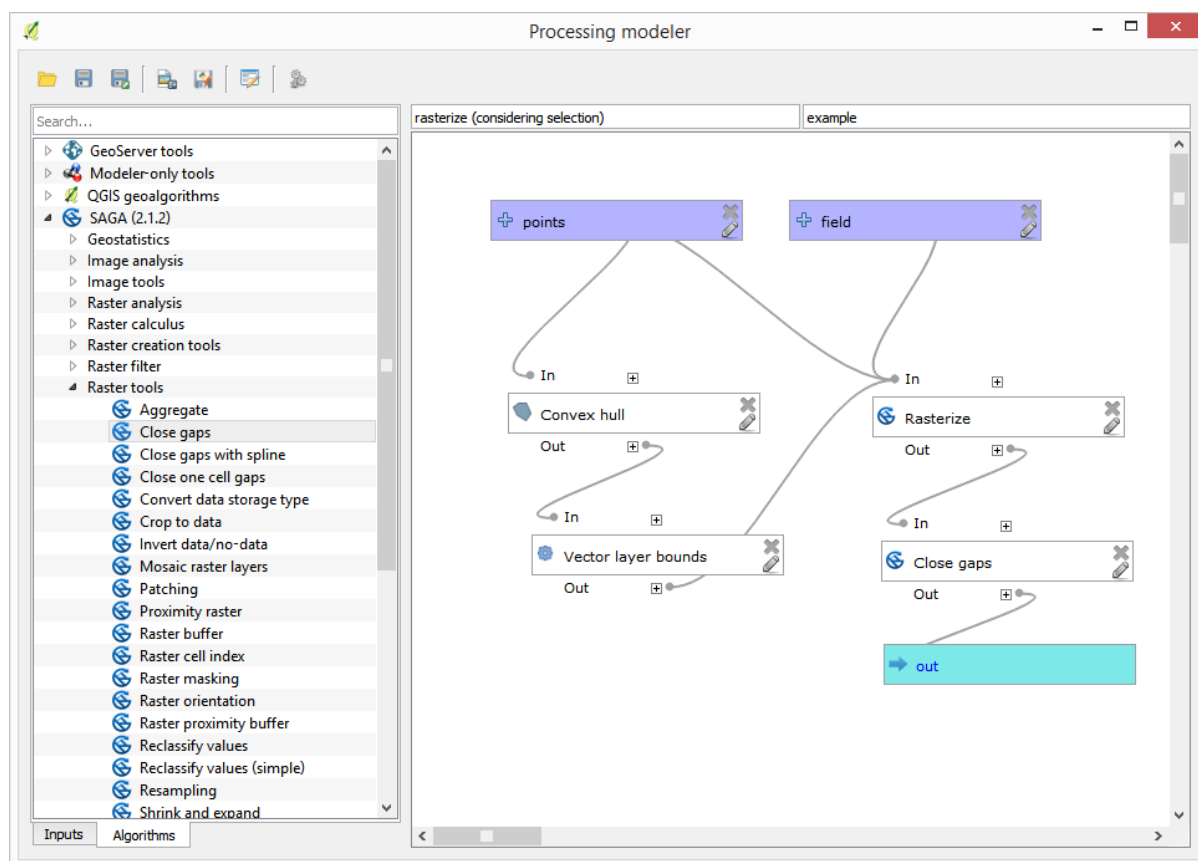 Processing modeler
Search...
rasterize (considering selection)
example
GeoServer tools
Modeler-only tools
QGIS geoalgorithms
SAGA (2.1.2)
Geostatistics
Image analysis
Image tools
Raster analysis
Raster calculus
Raster creation tools
Raster filter
Raster tools
Aggregate
Close gaps
Close gaps with spline
Close one cell gaps
Convert data storage type
Crop to data
Invert data/no-data
Mosaic raster layers
Patching
Proximity raster
Raster buffer
Raster cell index
Raster masking
Raster orientation
Raster proximity buffer
Reclassify values
Reclassify values (simple)
Resampling
Shrink and expand
Inputs
Algorithms
points
field
In
Convex hull
Out
In
Rasterize
Out
In
Vector layer bounds
Out
In
Close gaps
Out
out